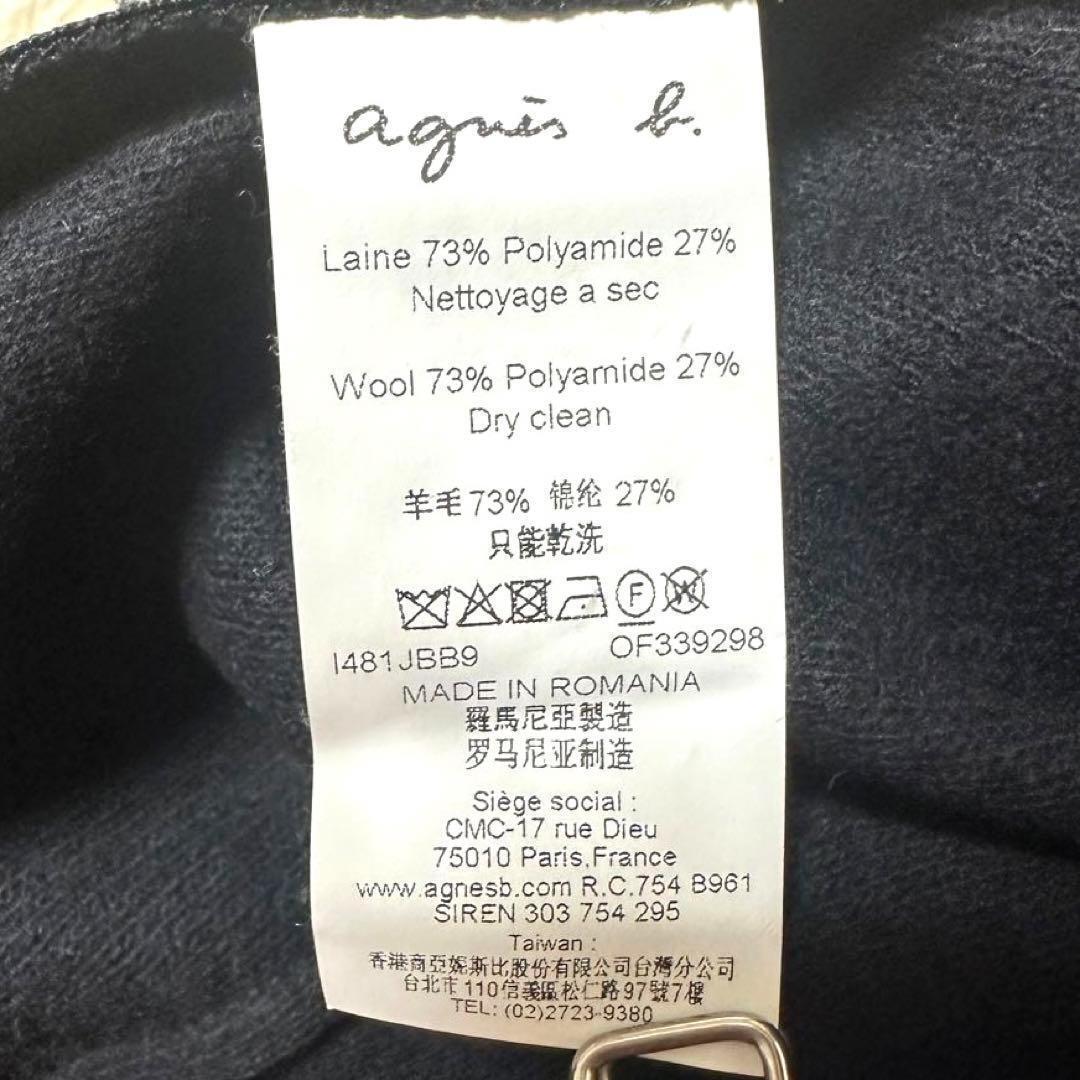 agnès b.
Laine 73% Polyamide 27%
Nettoyage a sec
Wool 73% Polyamide 27%
Dry clean
羊毛73% 锦纶 27%
只能乾洗
F W
I481JBB9 OF339298
MADE IN ROMANIA
羅馬尼亞製造
罗马尼亚制造
Siège social :
CMC-17 rue Dieu
75010 Paris,France
www.agnesb.com R.C.754 B961
SIREN 303 754 295
Taiwan :
香港商亞妮斯比股份有限公司台灣分公司
台北市110信義區松仁路97號7樓
TEL: (02)2723-9380